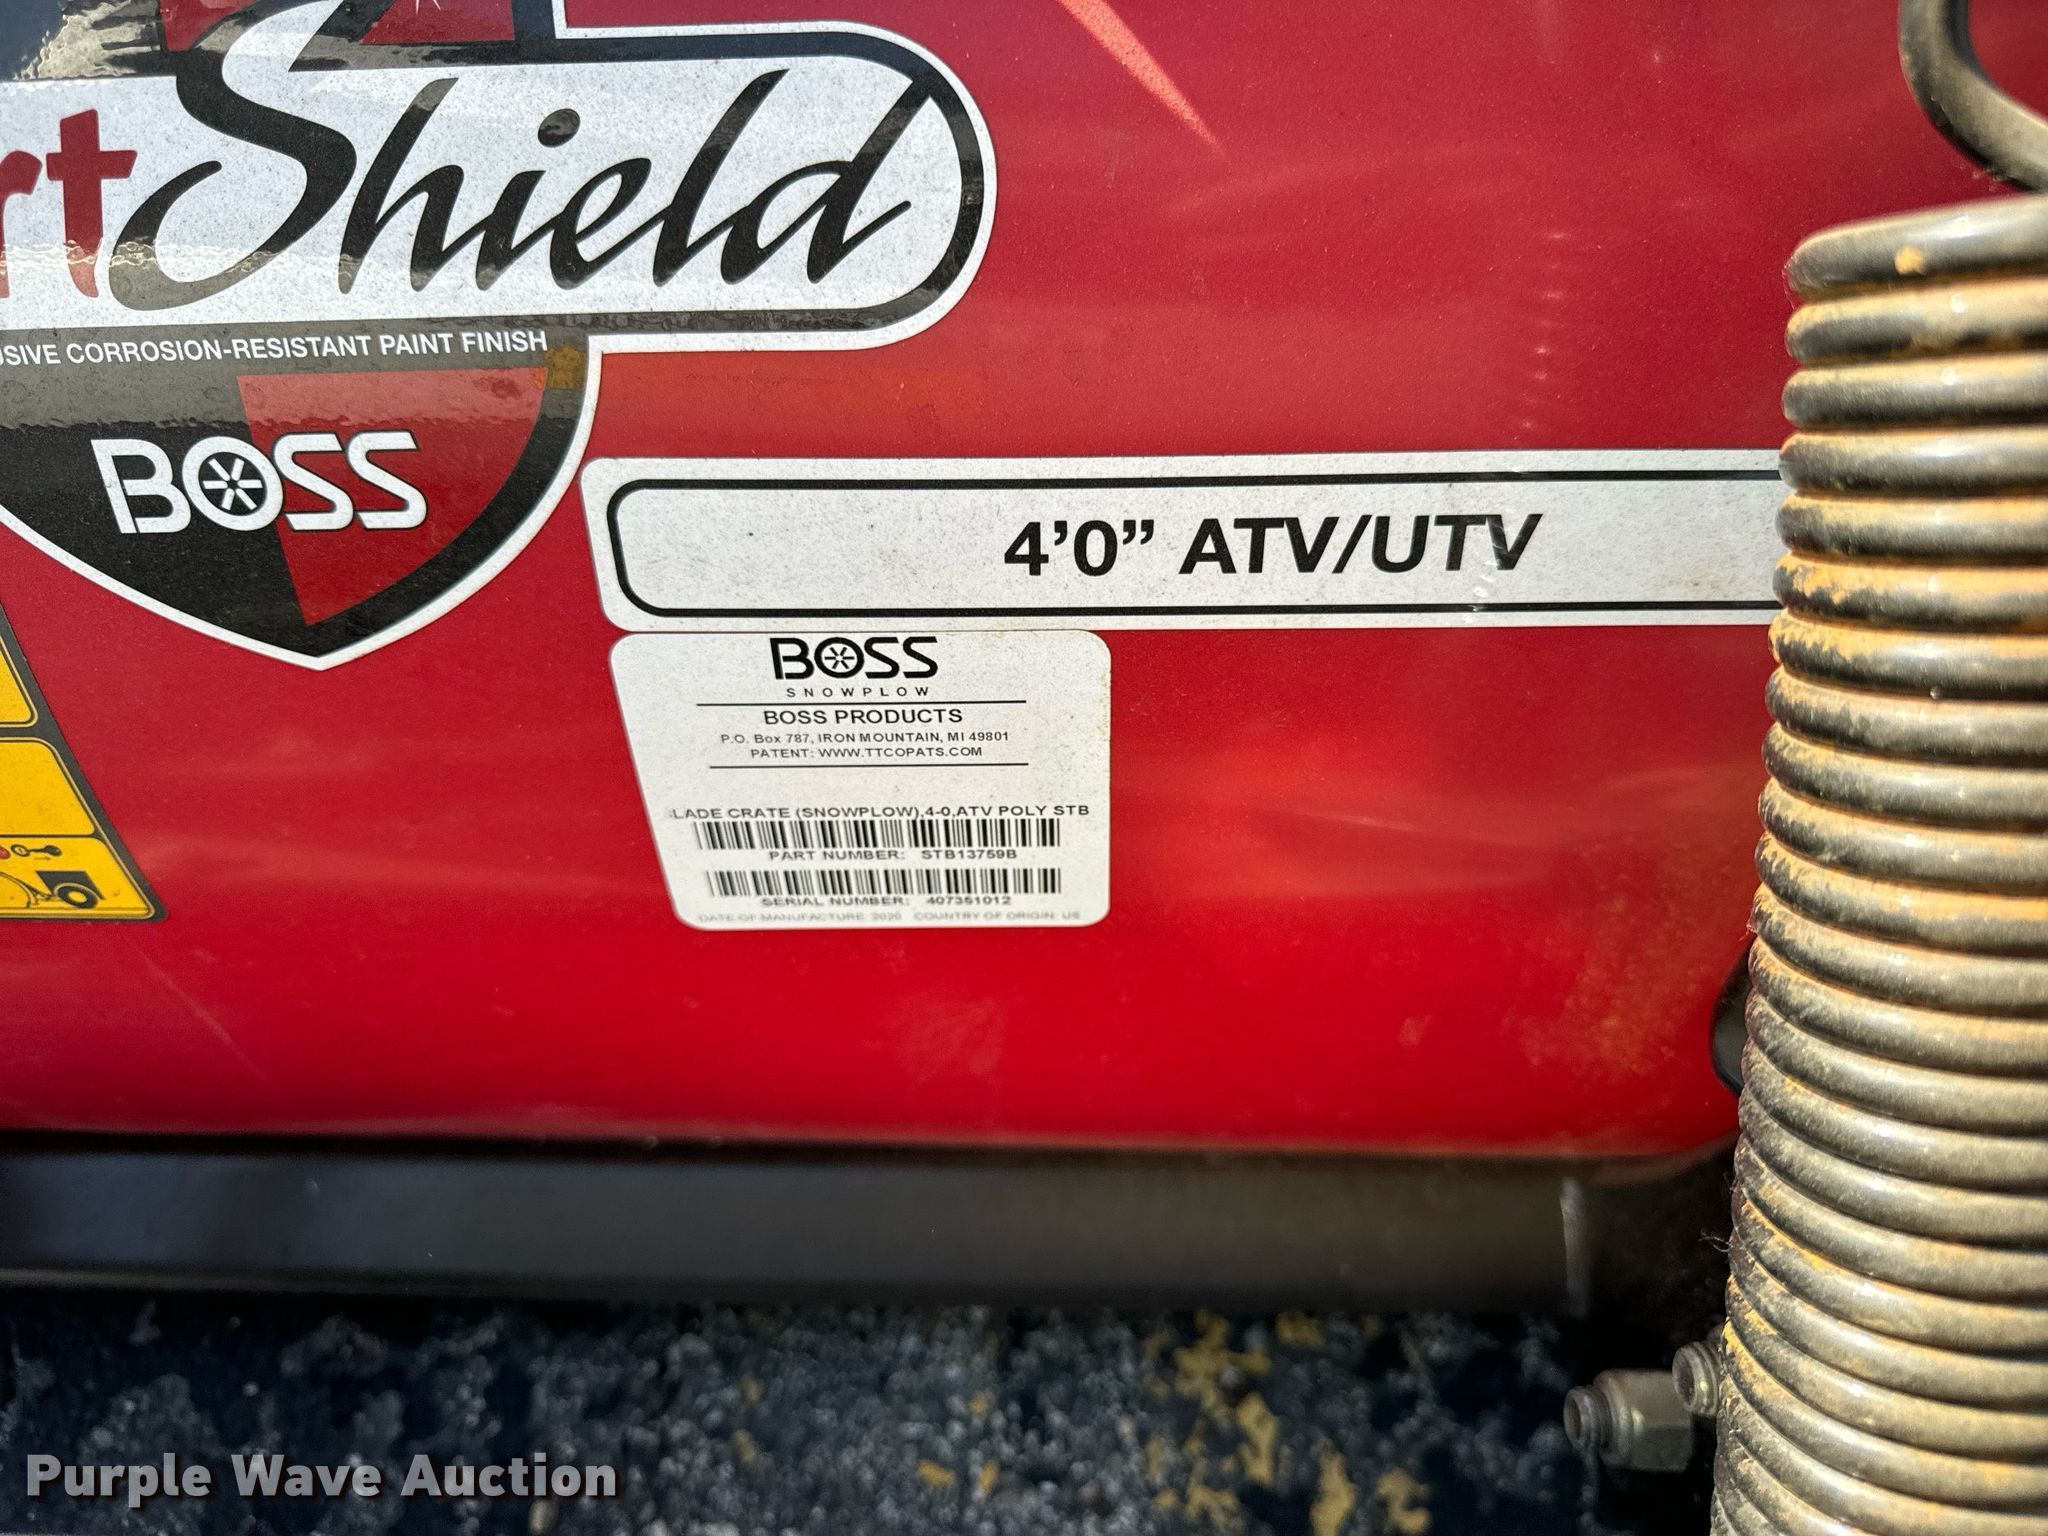 rt Shield
USIVE CORROSION-RESISTANT PAINT FINISH
BOSS
4'0” ATV/UTV
BOSS
SNOWPLOW
BOSS PRODUCTS
P.O. Box 787, IRON MOUNTAIN, MI 49801
PATENT: WWW.TTCOPATS.COM
LADE CRATE (SNOWPLOW),4-0,ATV POLY STB
PART NUMBER: STB13759B
SERIAL NUMBER: 407351012
DATE OF MANUFACTURE: 2020 COUNTRY OF ORIGIN: US
Purple Wave Auction